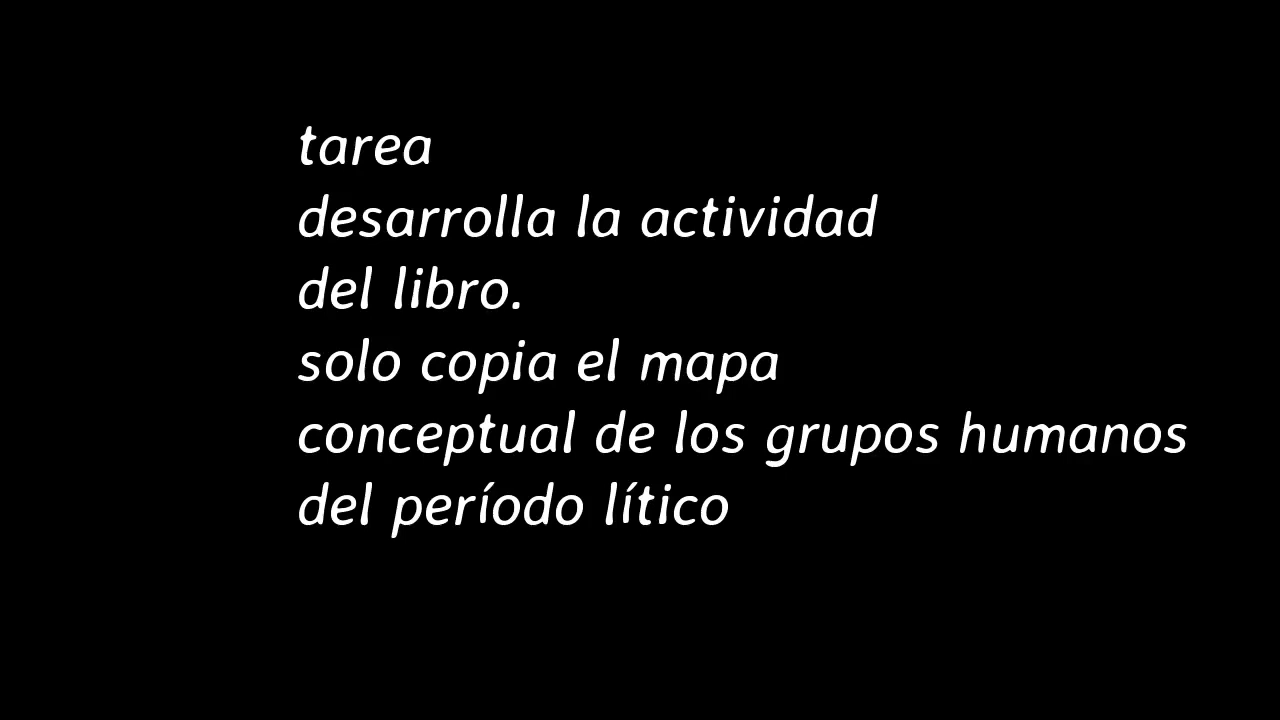 tarea
desarrolla la actividad
del libro.
solo copia el mapa
conceptual de los grupos humanos
del período lítico